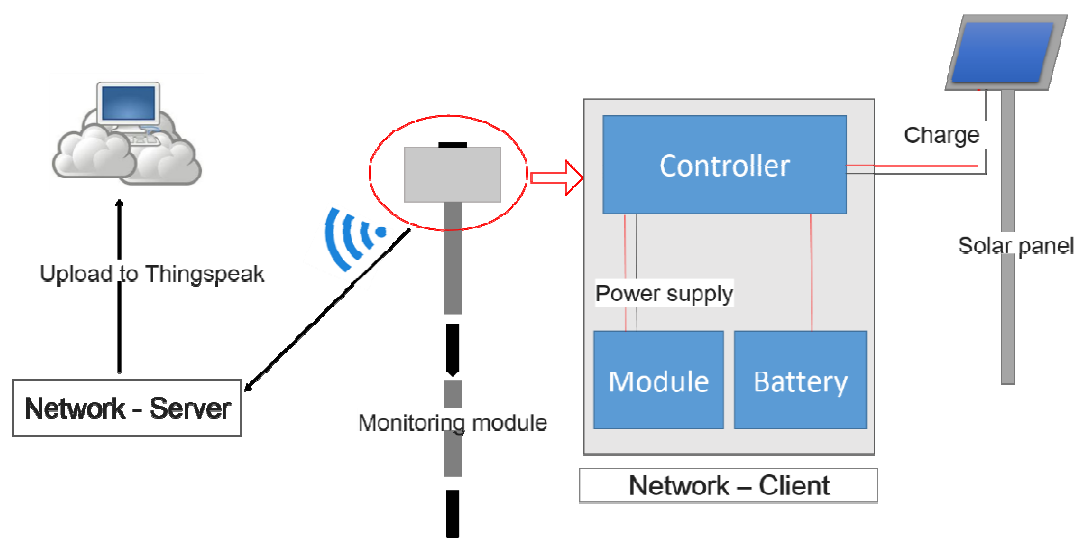 Charge
Controller
Solar panel
Upload to Thingspeak
Power supply
Module
Battery
Network - Server
Monitoring module
Network – Client